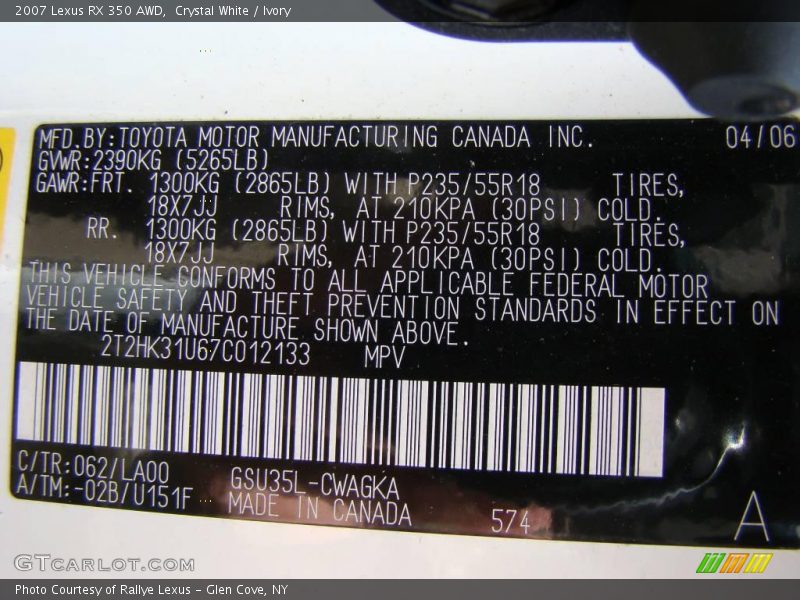 2007 Lexus RX 350 AWD,  Crystal White / Ivory
MFD.BY:TOYOTA MOTOR MANUFACTURING CANADA INC. 04/06
GVWR:2390KG (5265LB)
GAWR:FRT. 1300KG (2865LB) WITH P235/55R18 TIRES,
18X7JJ RIMS, AT 210KPA (30PSI) COLD.
RR. 1300KG (2865LB) WITH P235/55R18 TIRES,
18X7JJ RIMS, AT 210KPA (30PSI) COLD.
THIS VEHICLE CONFORMS TO ALL APPLICABLE FEDERAL MOTOR
VEHICLE SAFETY AND THEFT PREVENTION STANDARDS IN EFFECT ON
THE DATE OF MANUFACTURE SHOWN ABOVE.
2T2HK31U67C012133 MPV
C/TR:062/LA00 GSU35L-CWAGKA
A/TM:-02B/U151F MADE IN CANADA 574 A
GTCARLOT.COM
Photo Courtesy of Rallye Lexus - Glen Cove, NY